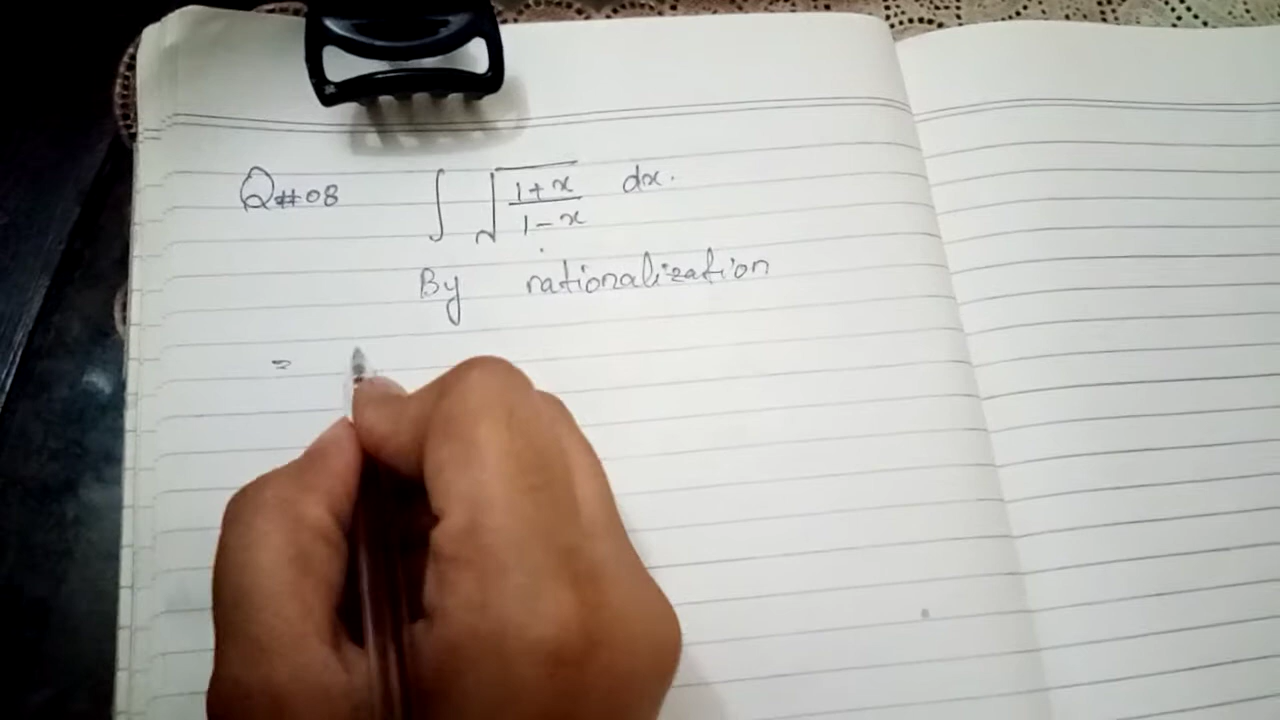 Q#08 ∫ √(1+x / 1-x) dx.
By rationalization
=